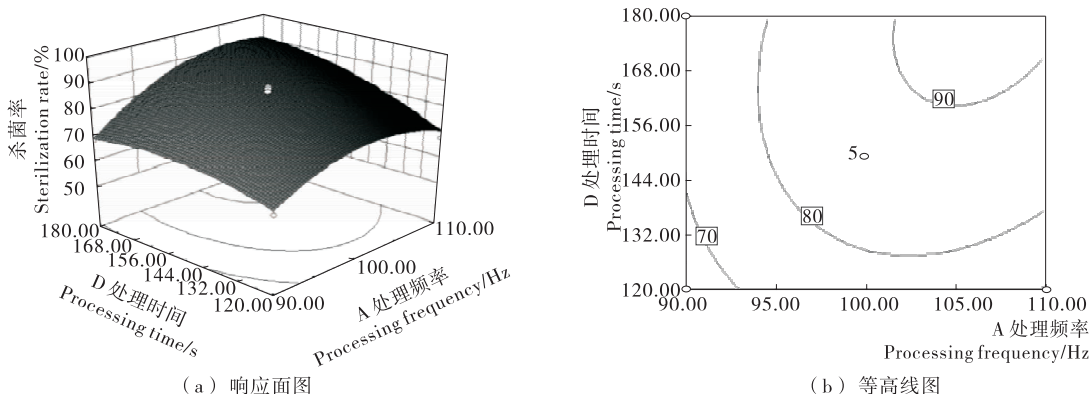 杀菌率
Sterilization rate/%
100
90
80
70
60
50
180.00
168.00
156.00
144.00
132.00
120.00
D 处理时间
Processing time/s
90.00
100.00
110.00
A 处理频率
Processing frequency/Hz
(a) 响应面图
D 处理时间
Processing time/s
180.00
168.00
156.00
144.00
132.00
120.00
90
5
80
70
90.00
95.00
100.00
105.00
110.00
A 处理频率
Processing frequency/Hz
(b) 等高线图